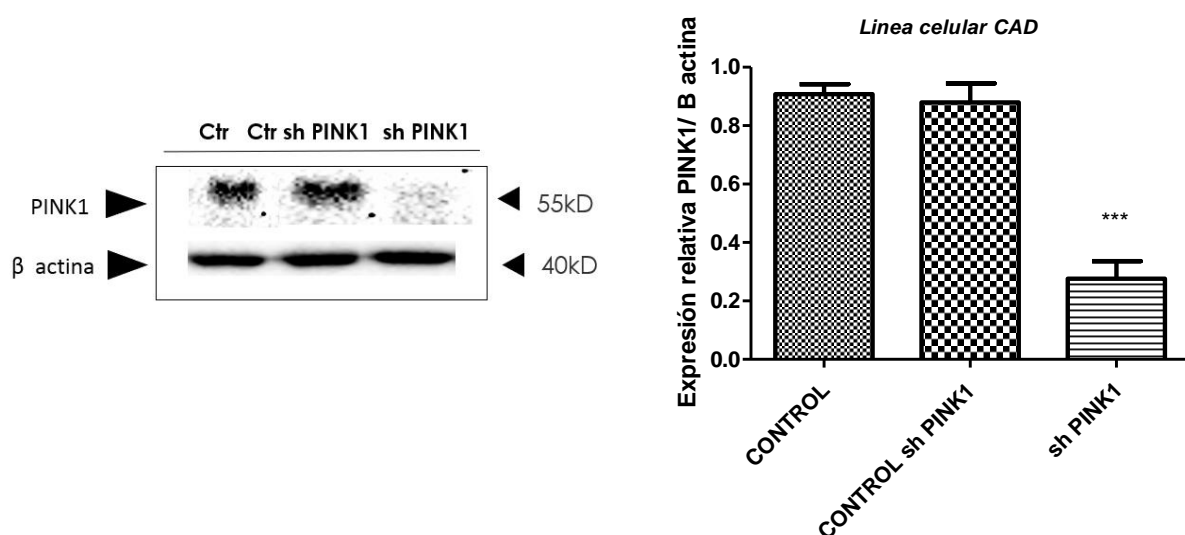 Ctr Ctr sh PINK1 sh PINK1
PINK1
55kD
β actina
40kD
Linea celular CAD
Expresión relativa PINK1/ B actina
1.0
0.8
0.6
0.4
0.2
0.0
***
CONTROL
CONTROL sh PINK1
sh PINK1